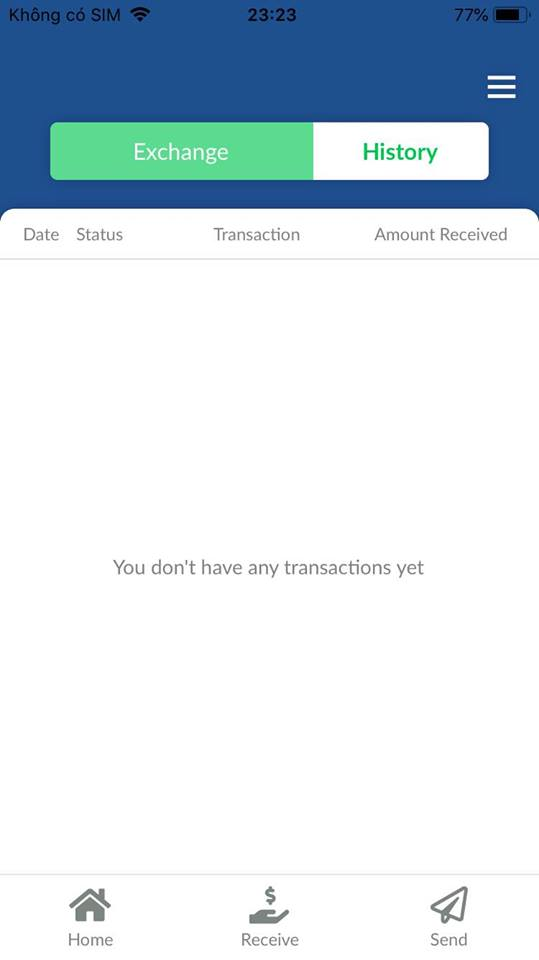 Không có SIM 23:23 77%
Exchange History
Date Status Transaction Amount Received
You don't have any transactions yet
Home Receive Send